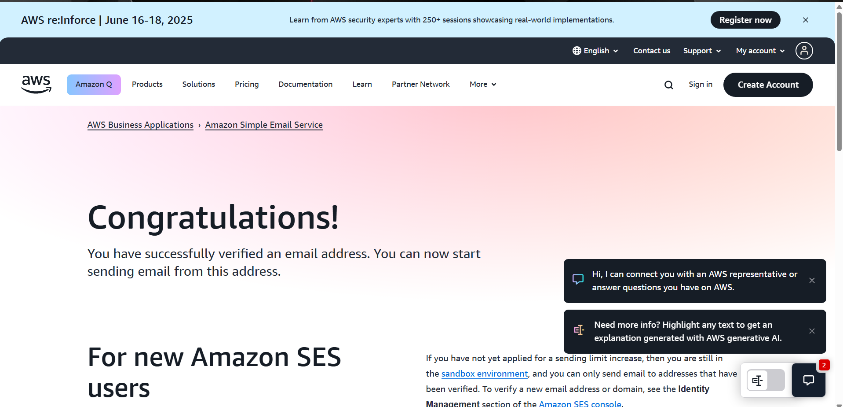 AWS re:Inforce | June 16-18, 2025
Learn from AWS security experts with 250+ sessions showcasing real-world implementations.
Register now
English
Contact us
Support
My account
aws
Amazon Q
Products
Solutions
Pricing
Documentation
Learn
Partner Network
More
Sign in
Create Account
AWS Business Applications › Amazon Simple Email Service
Congratulations!
You have successfully verified an email address. You can now start
sending email from this address.
Hi, I can connect you with an AWS representative or
answer questions you have on AWS.
Need more info? Highlight any text to get an
explanation generated with AWS generative AI.
2
For new Amazon SES
users
If you have not yet applied for a sending limit increase, then you are still in
the sandbox environment, and you can only send email to addresses that have
been verified. To verify a new email address or domain, see the Identity
Management section of the Amazon SES console.